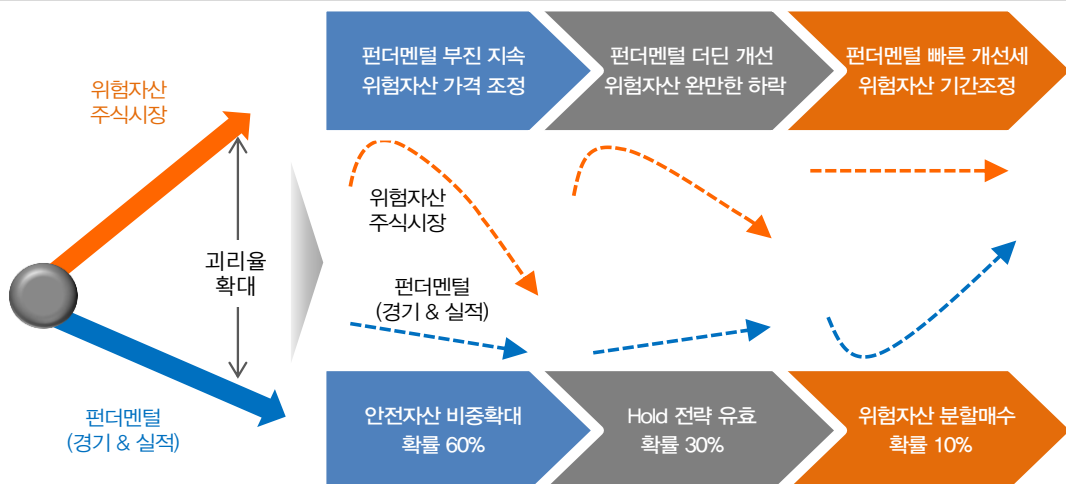 위험자산
주식시장
괴리율
확대
펀더멘털
(경기 & 실적)
펀더멘털 부진 지속
위험자산 가격 조정
펀더멘털 더딘 개선
위험자산 완만한 하락
펀더멘털 빠른 개선세
위험자산 기간조정
위험자산
주식시장
펀더멘털
(경기 & 실적)
안전자산 비중확대
확률 60%
Hold 전략 유효
확률 30%
위험자산 분할매수
확률 10%